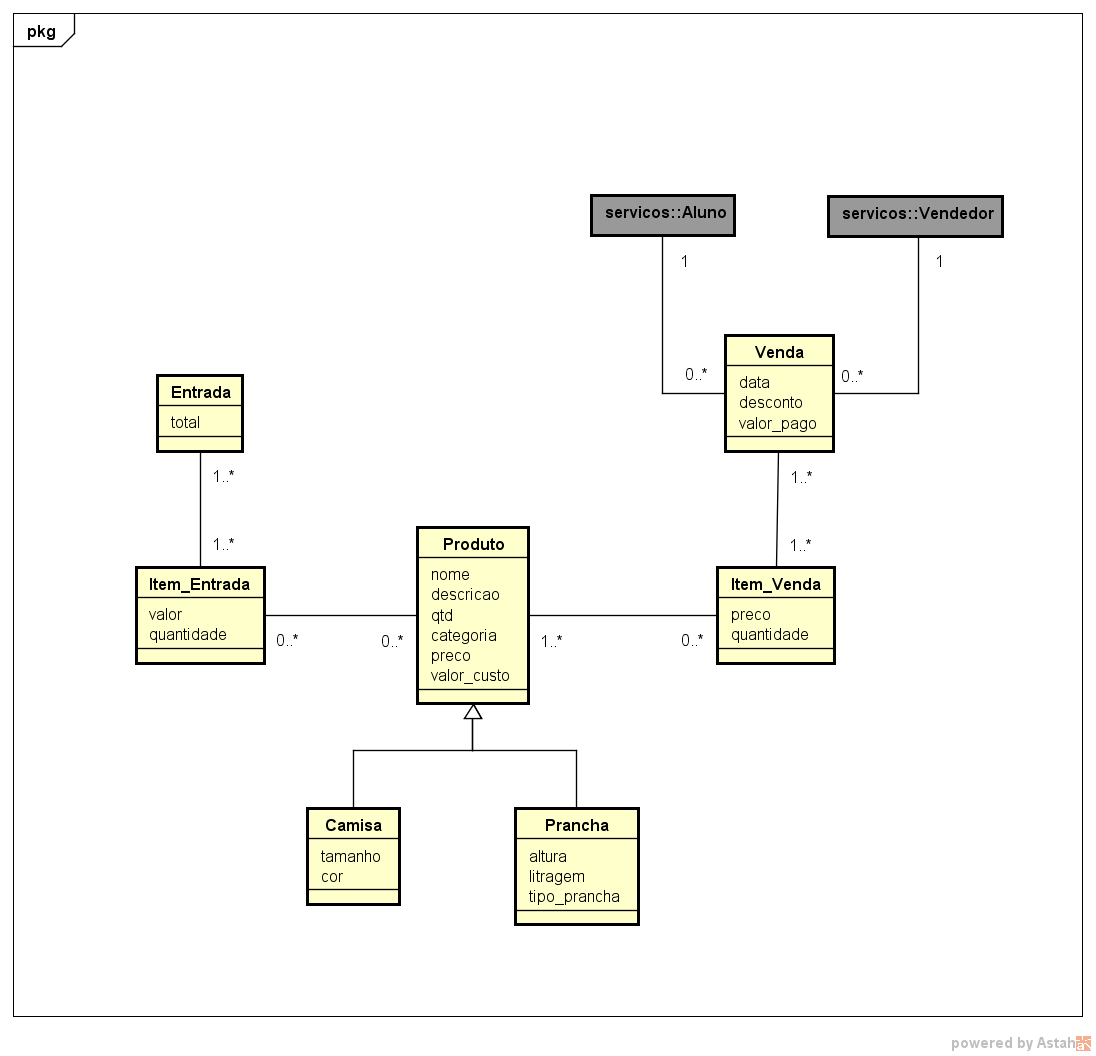 pkg
servicos::Aluno
servicos::Vendedor
1
1
Venda
data
desconto
valor_pago
0..*
0..*
Entrada
total
1..*
1..*
1..*
1..*
Item_Entrada
valor
quantidade
0..*
0..*
Produto
nome
descricao
qtd
categoria
preco
valor_custo
1..*
0..*
Item_Venda
preco
quantidade
Camisa
tamanho
cor
Prancha
altura
litragem
tipo_prancha
powered by Astah